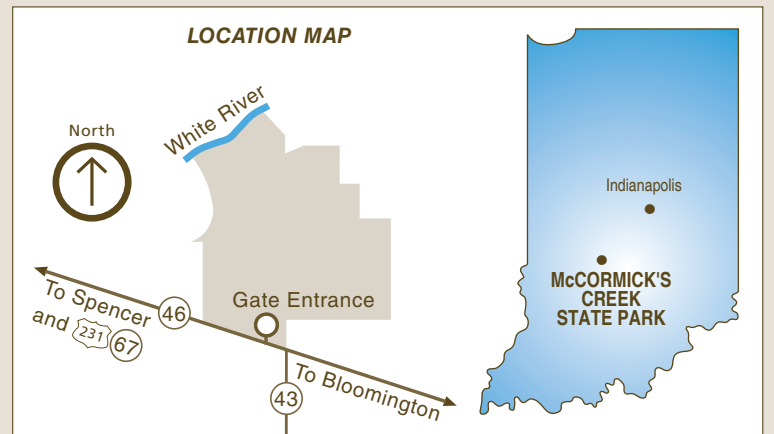 LOCATION MAP
White River
North
Indianapolis
McCORMICK'S
CREEK
STATE PARK
Gate Entrance
To Spencer
and 231 67
46
To Bloomington
43